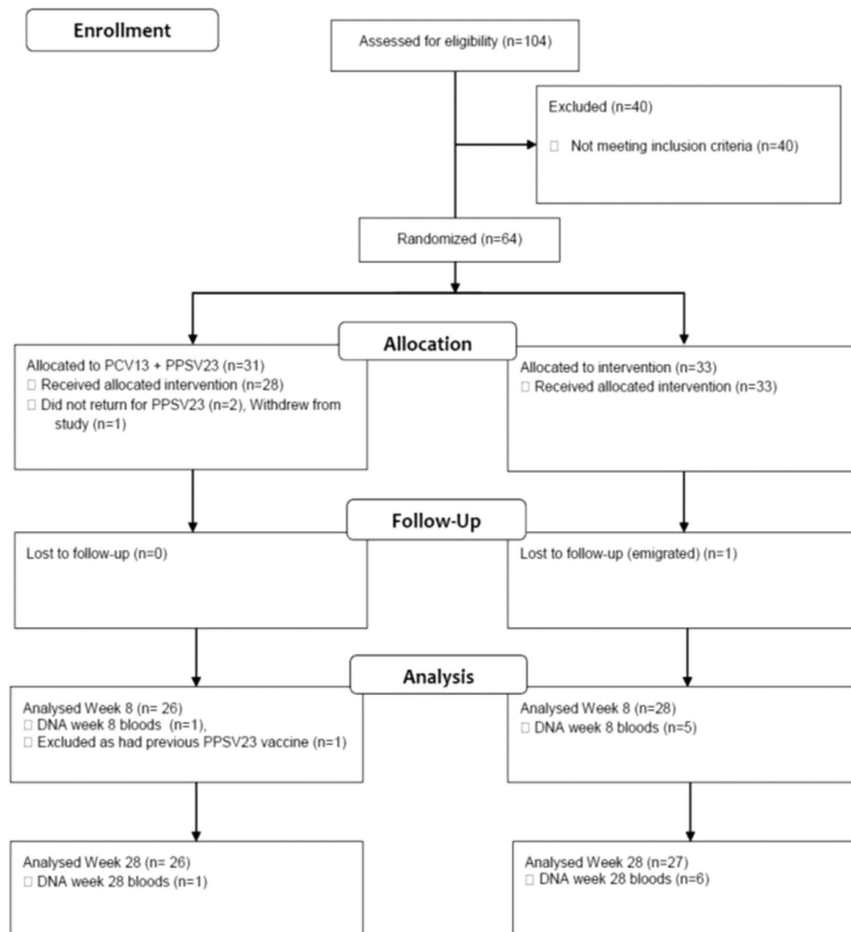 Enrollment
Assessed for eligibility (n=104)
Excluded (n=40)
□ Not meeting inclusion criteria (n=40)
Randomized (n=64)
Allocation
Allocated to PCV13 + PPSV23 (n=31)
□ Received allocated intervention (n=28)
□ Did not return for PPSV23 (n=2), Withdrew from
study (n=1)
Allocated to intervention (n=33)
□ Received allocated intervention (n=33)
Follow-Up
Lost to follow-up (n=0)
Lost to follow-up (emigrated) (n=1)
Analysis
Analysed Week 8 (n= 26)
□ DNA week 8 bloods (n=1),
□ Excluded as had previous PPSV23 vaccine (n=1)
Analysed Week 8 (n=28)
□ DNA week 8 bloods (n=5)
Analysed Week 28 (n= 26)
□ DNA week 28 bloods (n=1)
Analysed Week 28 (n=27)
□ DNA week 28 bloods (n=6)